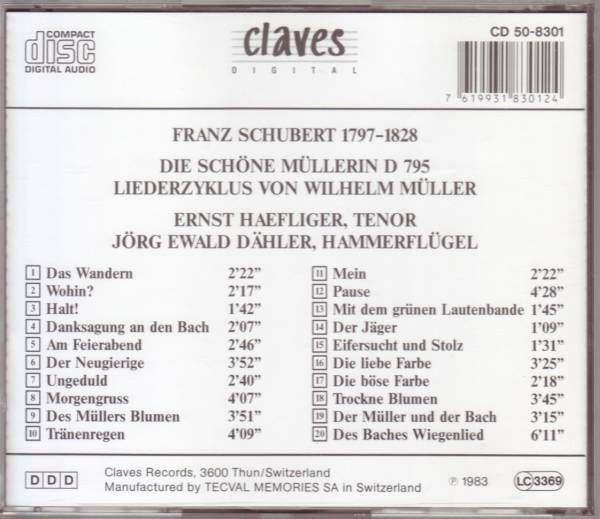 COMPACT
disc
DIGITAL AUDIO
claves
DIGITAL
CD 50-8301
7 619931 830124
FRANZ SCHUBERT 1797-1828
DIE SCHÖNE MÜLLERIN D 795
LIEDERZYKLUS VON WILHELM MÜLLER
ERNST HAEFLIGER, TENOR
JÖRG EWALD DÄHLER, HAMMERFLÜGEL
1 Das Wandern 2'22"
2 Wohin? 2'17"
3 Halt! 1'42"
4 Danksagung an den Bach 2'07"
5 Am Feierabend 2'46"
6 Der Neugierige 3'52"
7 Ungeduld 2'40"
8 Morgengruss 4'07"
9 Des Müllers Blumen 3'51"
10 Tränenregen 4'09"
11 Mein 2'22"
12 Pause 4'28"
13 Mit dem grünen Lautenbande 1'45"
14 Der Jäger 1'09"
15 Eifersucht und Stolz 1'31"
16 Die liebe Farbe 3'25"
17 Die böse Farbe 2'18"
18 Trockne Blumen 3'45"
19 Der Müller und der Bach 3'15"
20 Des Baches Wiegenlied 6'11"
DDD
Claves Records, 3600 Thun/Switzerland
Manufactured by TECVAL MEMORIES SA in Switzerland
℗ 1983
LC 3369